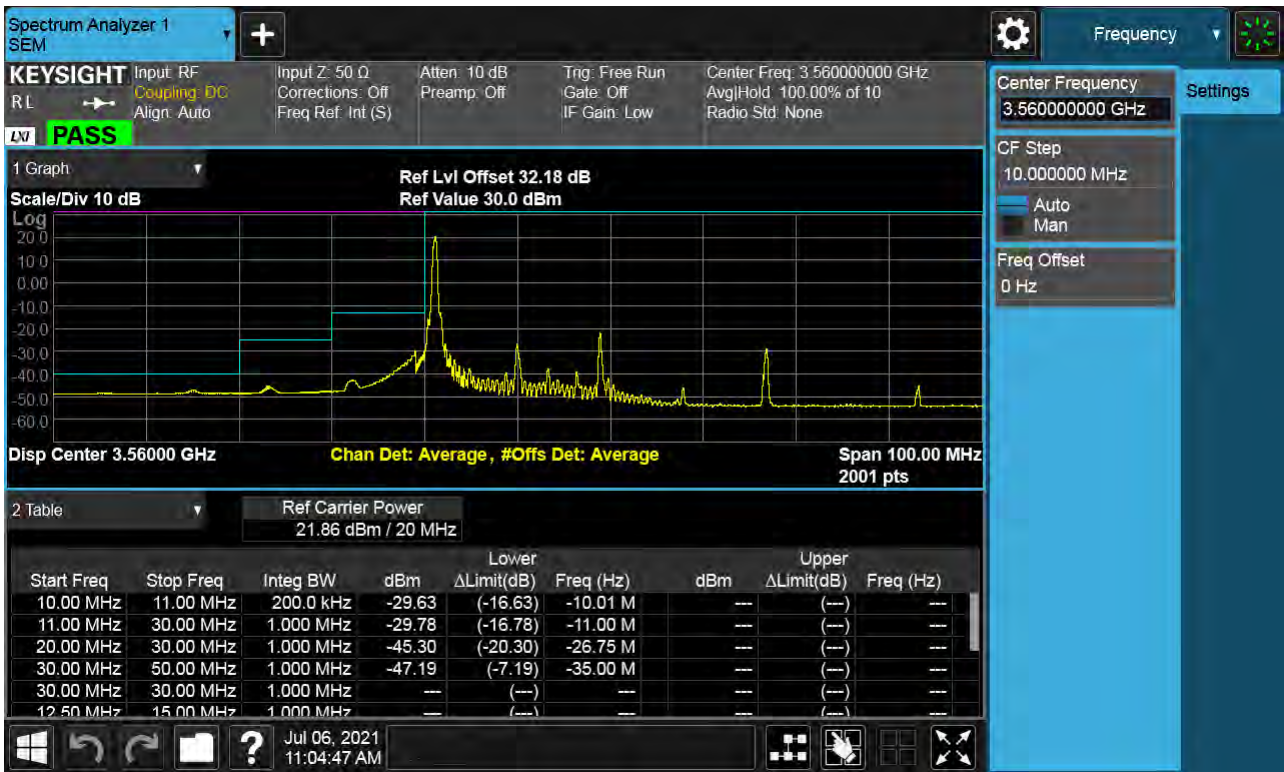 Spectrum Analyzer 1
SEM
+
Frequency
KEYSIGHT
RL
LXI
PASS
Input: RF
Coupling: DC
Align: Auto
Input Z: 50 Ω
Corrections: Off
Freq Ref: Int (S)
Atten: 10 dB
Preamp: Off
Trig: Free Run
Gate: Off
IF Gain: Low
Center Freq: 3.560000000 GHz
Avg|Hold: 100.00% of 10
Radio Std: None
Center Frequency
3.560000000 GHz
Settings
CF Step
10.000000 MHz
Auto
Man
Freq Offset
0 Hz
1 Graph
Scale/Div 10 dB
Ref Lvl Offset 32.18 dB
Ref Value 30.0 dBm
Log
20.0
10.0
0.00
-10.0
-20.0
-30.0
-40.0
-50.0
-60.0
Disp Center 3.56000 GHz
Chan Det: Average, #Offs Det: Average
Span 100.00 MHz
2001 pts
2 Table
Ref Carrier Power
21.86 dBm / 20 MHz
Lower Upper
Start Freq Stop Freq Integ BW dBm ΔLimit(dB) Freq (Hz) dBm ΔLimit(dB) Freq (Hz)
10.00 MHz 11.00 MHz 200.0 kHz -29.63 (-16.63) -10.01 M --- (---) ---
11.00 MHz 30.00 MHz 1.000 MHz -29.78 (-16.78) -11.00 M --- (---) ---
20.00 MHz 30.00 MHz 1.000 MHz -45.30 (-20.30) -26.75 M --- (---) ---
30.00 MHz 50.00 MHz 1.000 MHz -47.19 (-7.19) -35.00 M --- (---) ---
30.00 MHz 30.00 MHz 1.000 MHz --- (---) --- --- (---) ---
12.50 MHz 15.00 MHz 1.000 MHz --- (---) --- --- (---) ---
?
Jul 06, 2021
11:04:47 AM